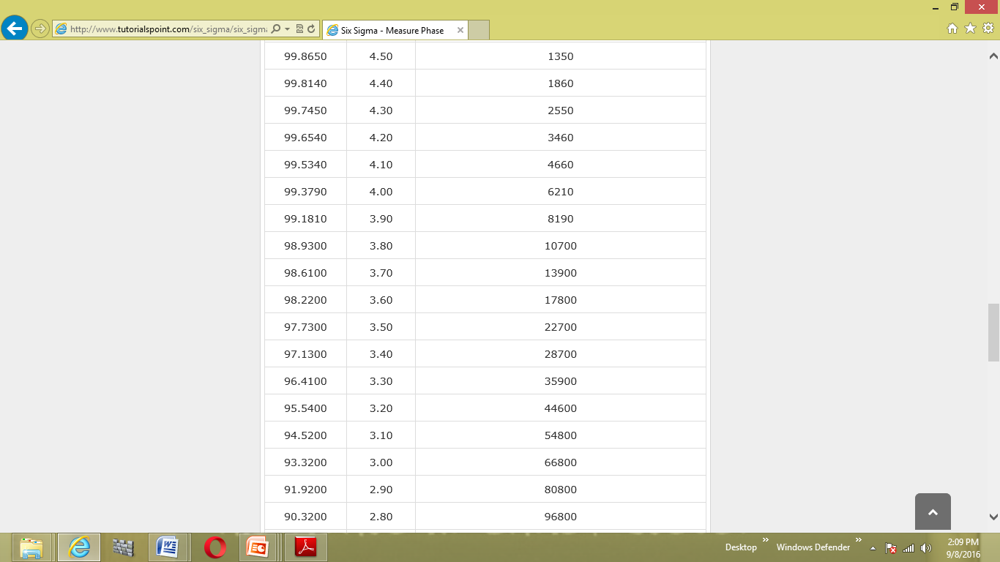 http://www.tutorialspoint.com/six_sigma/six_sigma
Six Sigma - Measure Phase
99.8650 4.50 1350
99.8140 4.40 1860
99.7450 4.30 2550
99.6540 4.20 3460
99.5340 4.10 4660
99.3790 4.00 6210
99.1810 3.90 8190
98.9300 3.80 10700
98.6100 3.70 13900
98.2200 3.60 17800
97.7300 3.50 22700
97.1300 3.40 28700
96.4100 3.30 35900
95.5400 3.20 44600
94.5200 3.10 54800
93.3200 3.00 66800
91.9200 2.90 80800
90.3200 2.80 96800
Desktop » Windows Defender » 2:09 PM
9/8/2016